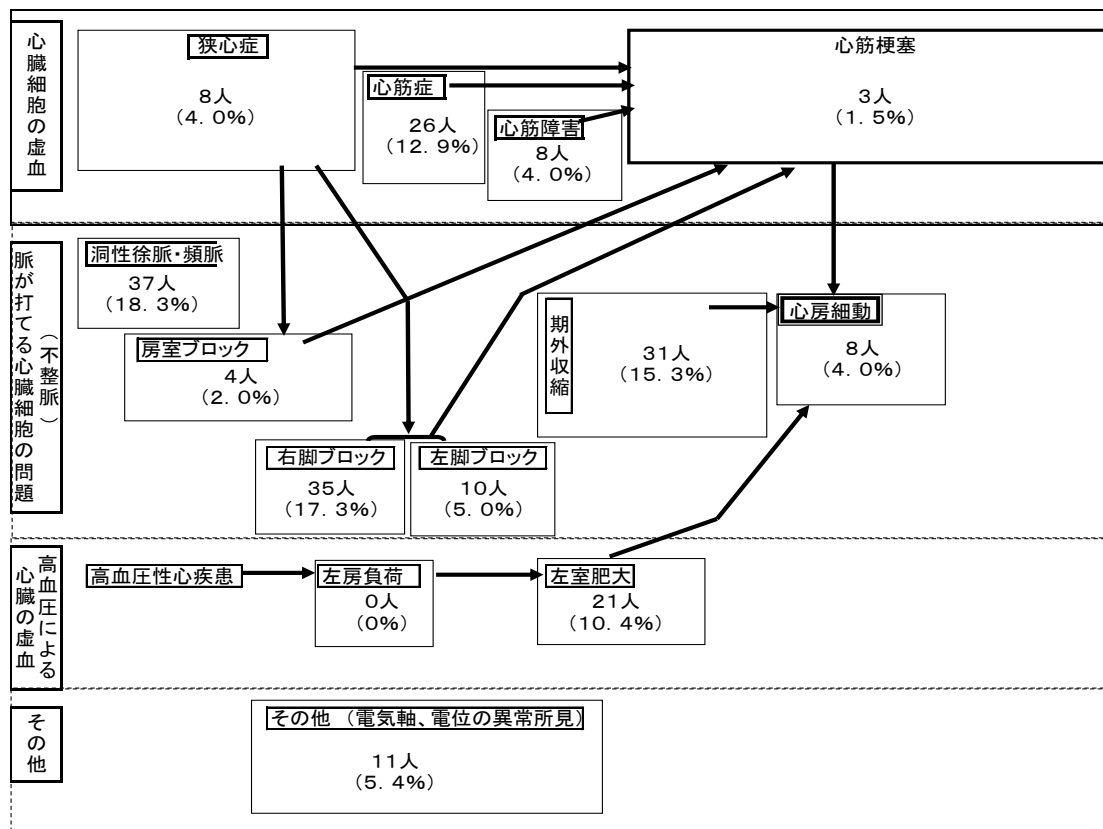 心臓細胞の虚血
狭心症
8人
（4.0%）
心筋症
26人
（12.9%）
心筋障害
8人
（4.0%）
心筋梗塞
3人
（1.5%）
脈が打てる心臓細胞の問題
（不整脈）
洞性徐脈・頻脈
37人
（18.3%）
房室ブロック
4人
（2.0%）
右脚ブロック
35人
（17.3%）
左脚ブロック
10人
（5.0%）
期外収縮
31人
（15.3%）
心房細動
8人
（4.0%）
高血圧による
心臓の虚血
高血圧性心疾患
左房負荷
0人
（0%）
左室肥大
21人
（10.4%）
その他
その他（電気軸、電位の異常所見）
11人
（5.4%）